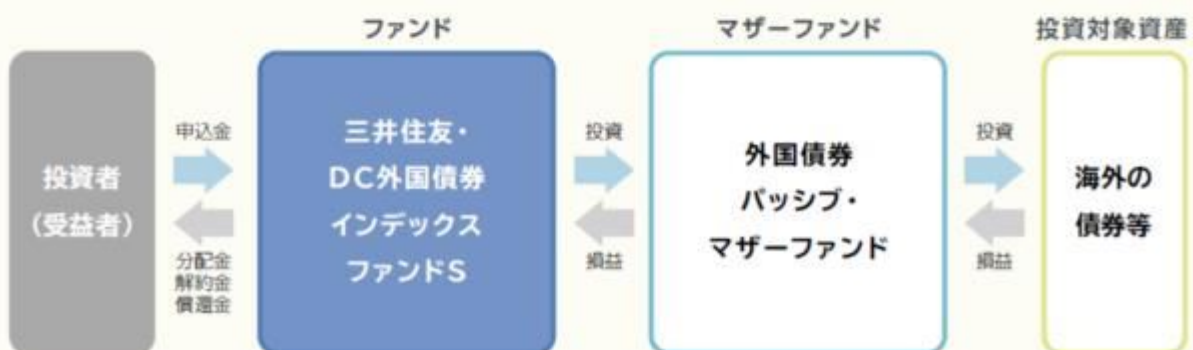 ファンド
マザーファンド
投資対象資産
投資者
（受益者）
申込金
分配金
解約金
償還金
三井住友・
DC外国債券
インデックス
ファンドS
投資
損益
外国債券
パッシブ・
マザーファンド
投資
損益
海外の
債券等